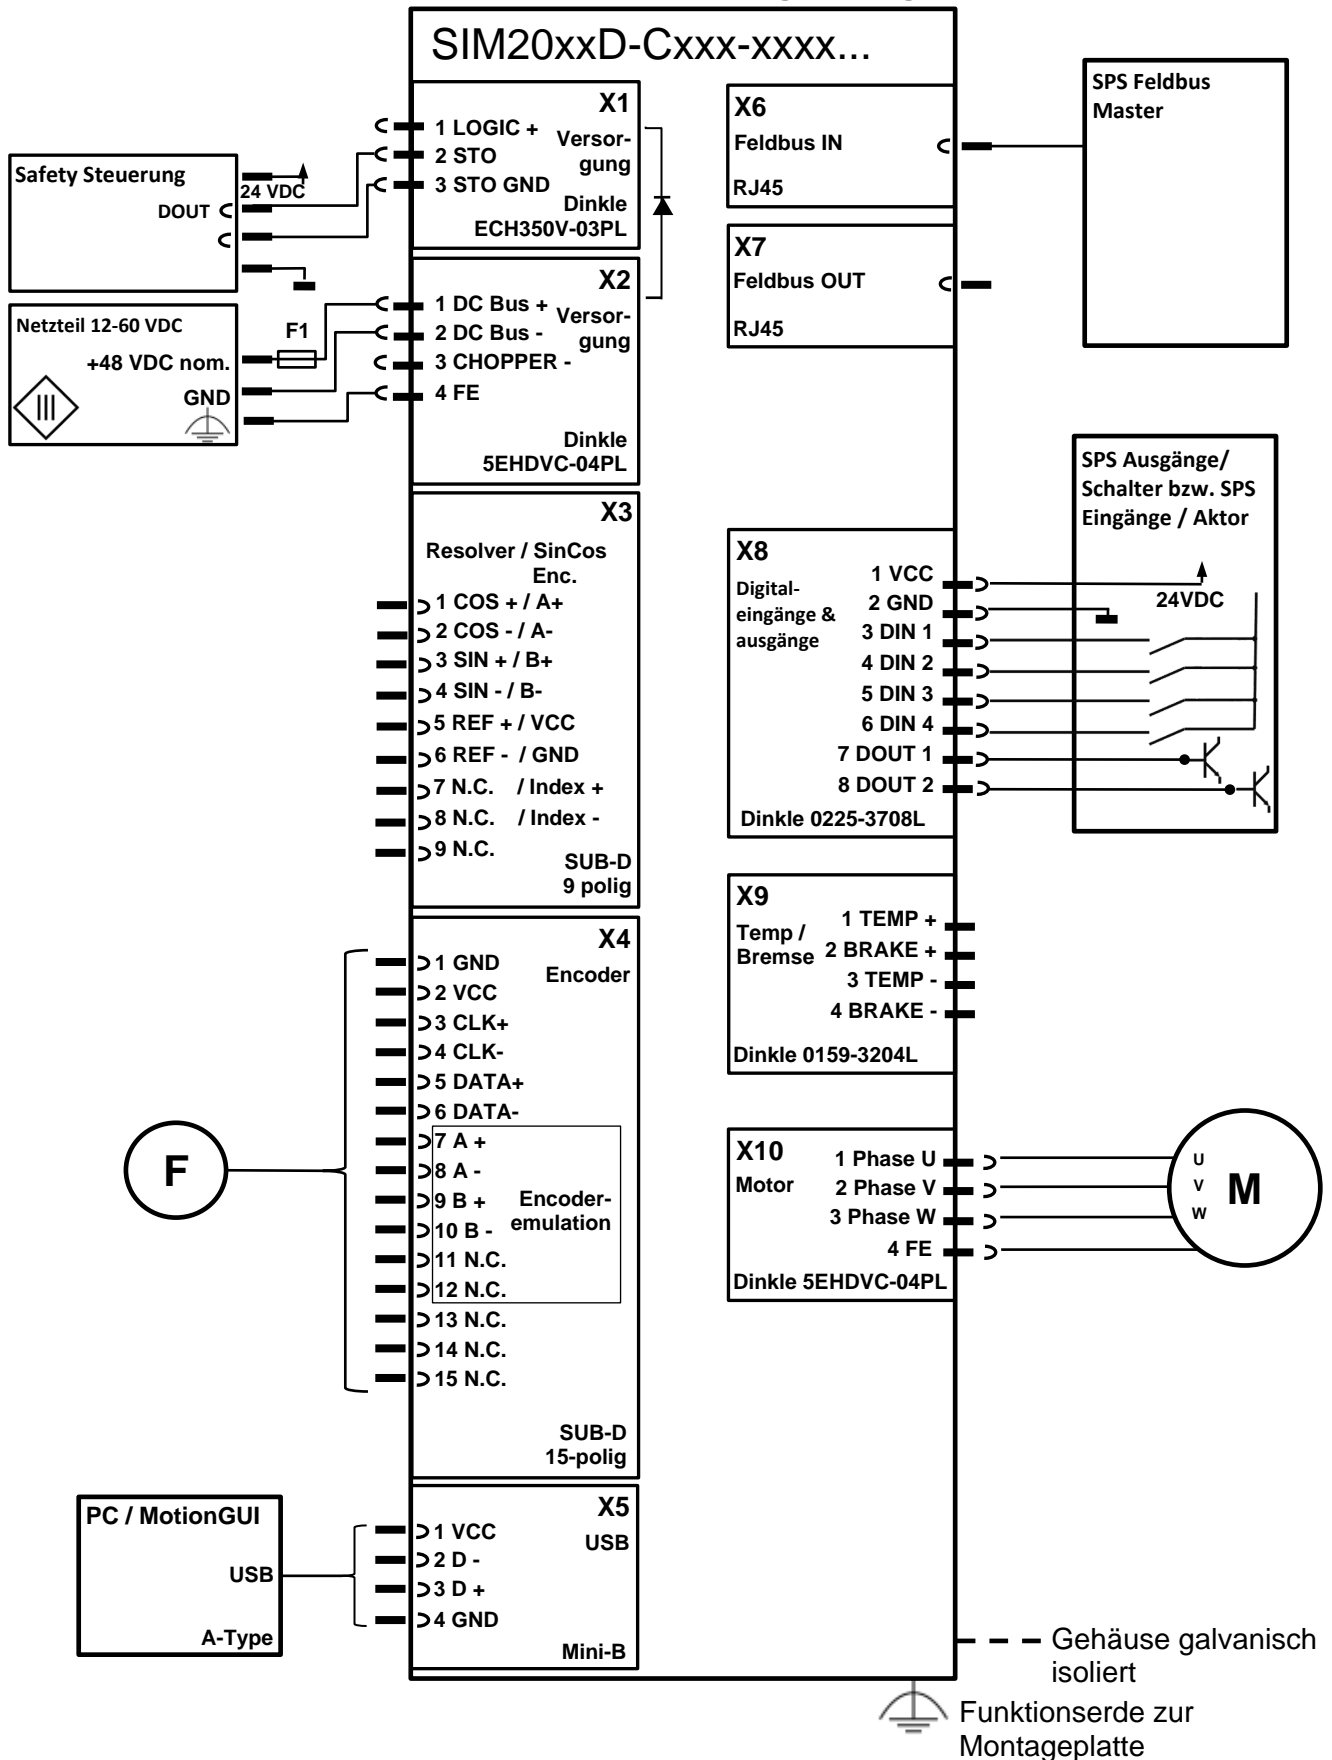 SIM20xxD-Cxxx-xxxx...
X1
1 LOGIC +
2 STO
3 STO GND
Versor-
gung
Dinkle
ECH350V-03PL
Safety Steuerung
24 VDC
DOUT
X2
1 DC Bus +
2 DC Bus -
3 CHOPPER -
4 FE
Versor-
gung
Dinkle
5EHDVC-04PL
Netzteil 12-60 VDC
F1
+48 VDC nom.
GND
III
X3
Resolver / SinCos
Enc.
1 COS + / A+
2 COS - / A-
3 SIN + / B+
4 SIN - / B-
5 REF + / VCC
6 REF - / GND
7 N.C. / Index +
8 N.C. / Index -
9 N.C.
SUB-D
9 polig
X4
Encoder
1 GND
2 VCC
3 CLK+
4 CLK-
5 DATA+
6 DATA-
7 A +
8 A -
9 B +
10 B -
11 N.C.
12 N.C.
Encoder-
emulation
13 N.C.
14 N.C.
15 N.C.
SUB-D
15-polig
F
X5
USB
1 VCC
2 D -
3 D +
4 GND
Mini-B
PC / MotionGUI
USB
A-Type
X6
Feldbus IN
RJ45
SPS Feldbus
Master
X7
Feldbus OUT
RJ45
X8
Digital-
eingänge &
ausgänge
1 VCC
2 GND
3 DIN 1
4 DIN 2
5 DIN 3
6 DIN 4
7 DOUT 1
8 DOUT 2
Dinkle 0225-3708L
SPS Ausgänge/
Schalter bzw. SPS
Eingänge / Aktor
24VDC
X9
Temp /
Bremse
1 TEMP +
2 BRAKE +
3 TEMP -
4 BRAKE -
Dinkle 0159-3204L
X10
Motor
1 Phase U
2 Phase V
3 Phase W
4 FE
Dinkle 5EHDVC-04PL
U
V
W
M
Gehäuse galvanisch
isoliert
Funktionserde zur
Montageplatte